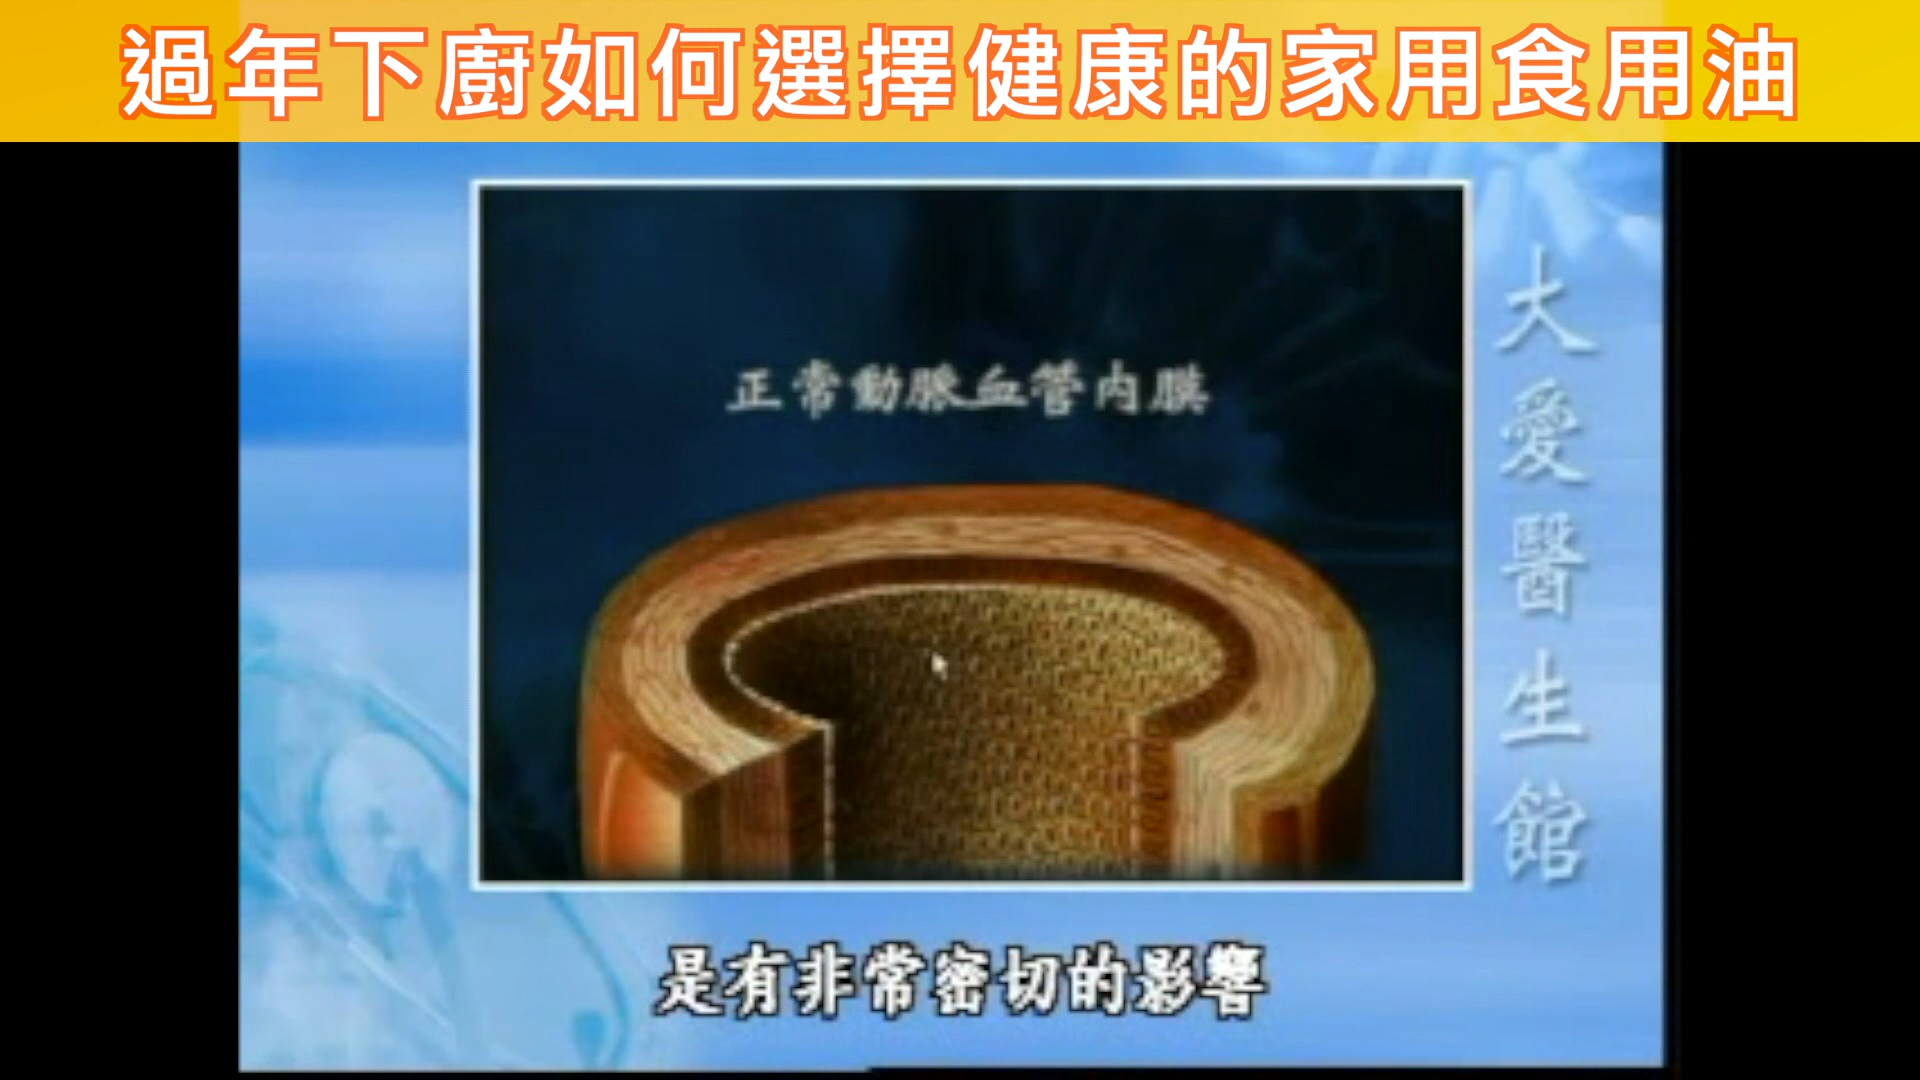 過年下廚如何選擇健康的家用食用油
正常動脈血管內膜
大愛醫生館
是有非常密切的影響